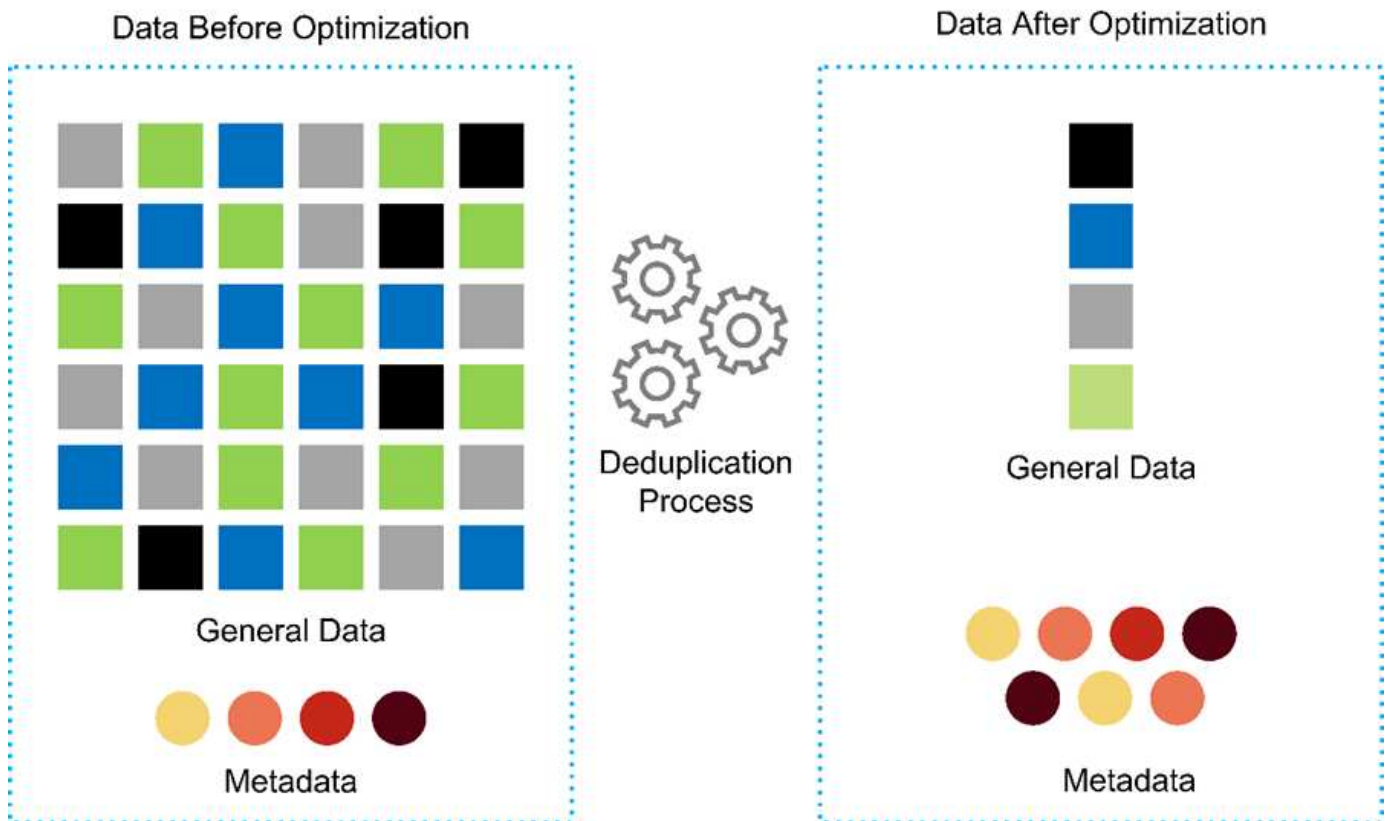 Data Before Optimization
General Data
Metadata
Deduplication
Process
Data After Optimization
General Data
Metadata